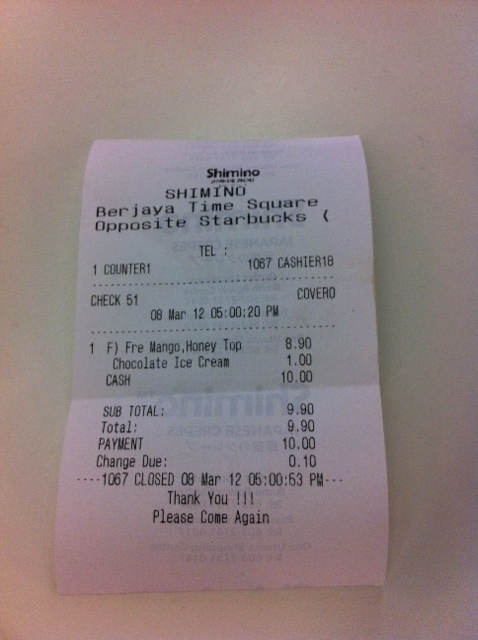 Shimino
SHIMINO
Berjaya Time Square
Opposite Starbucks (
TEL :
1 COUNTER1 1067 CASHIER18
CHECK 51 COVER0
08 Mar 12 05:00:20 PM
1 F) Fre Mango,Honey Top 8.90
Chocolate Ice Cream 1.00
CASH 10.00
SUB TOTAL: 9.90
Total: 9.90
PAYMENT 10.00
Change Due: 0.10
----1067 CLOSED 08 Mar 12 05:00:53 PM---
Thank You !!!
Please Come Again